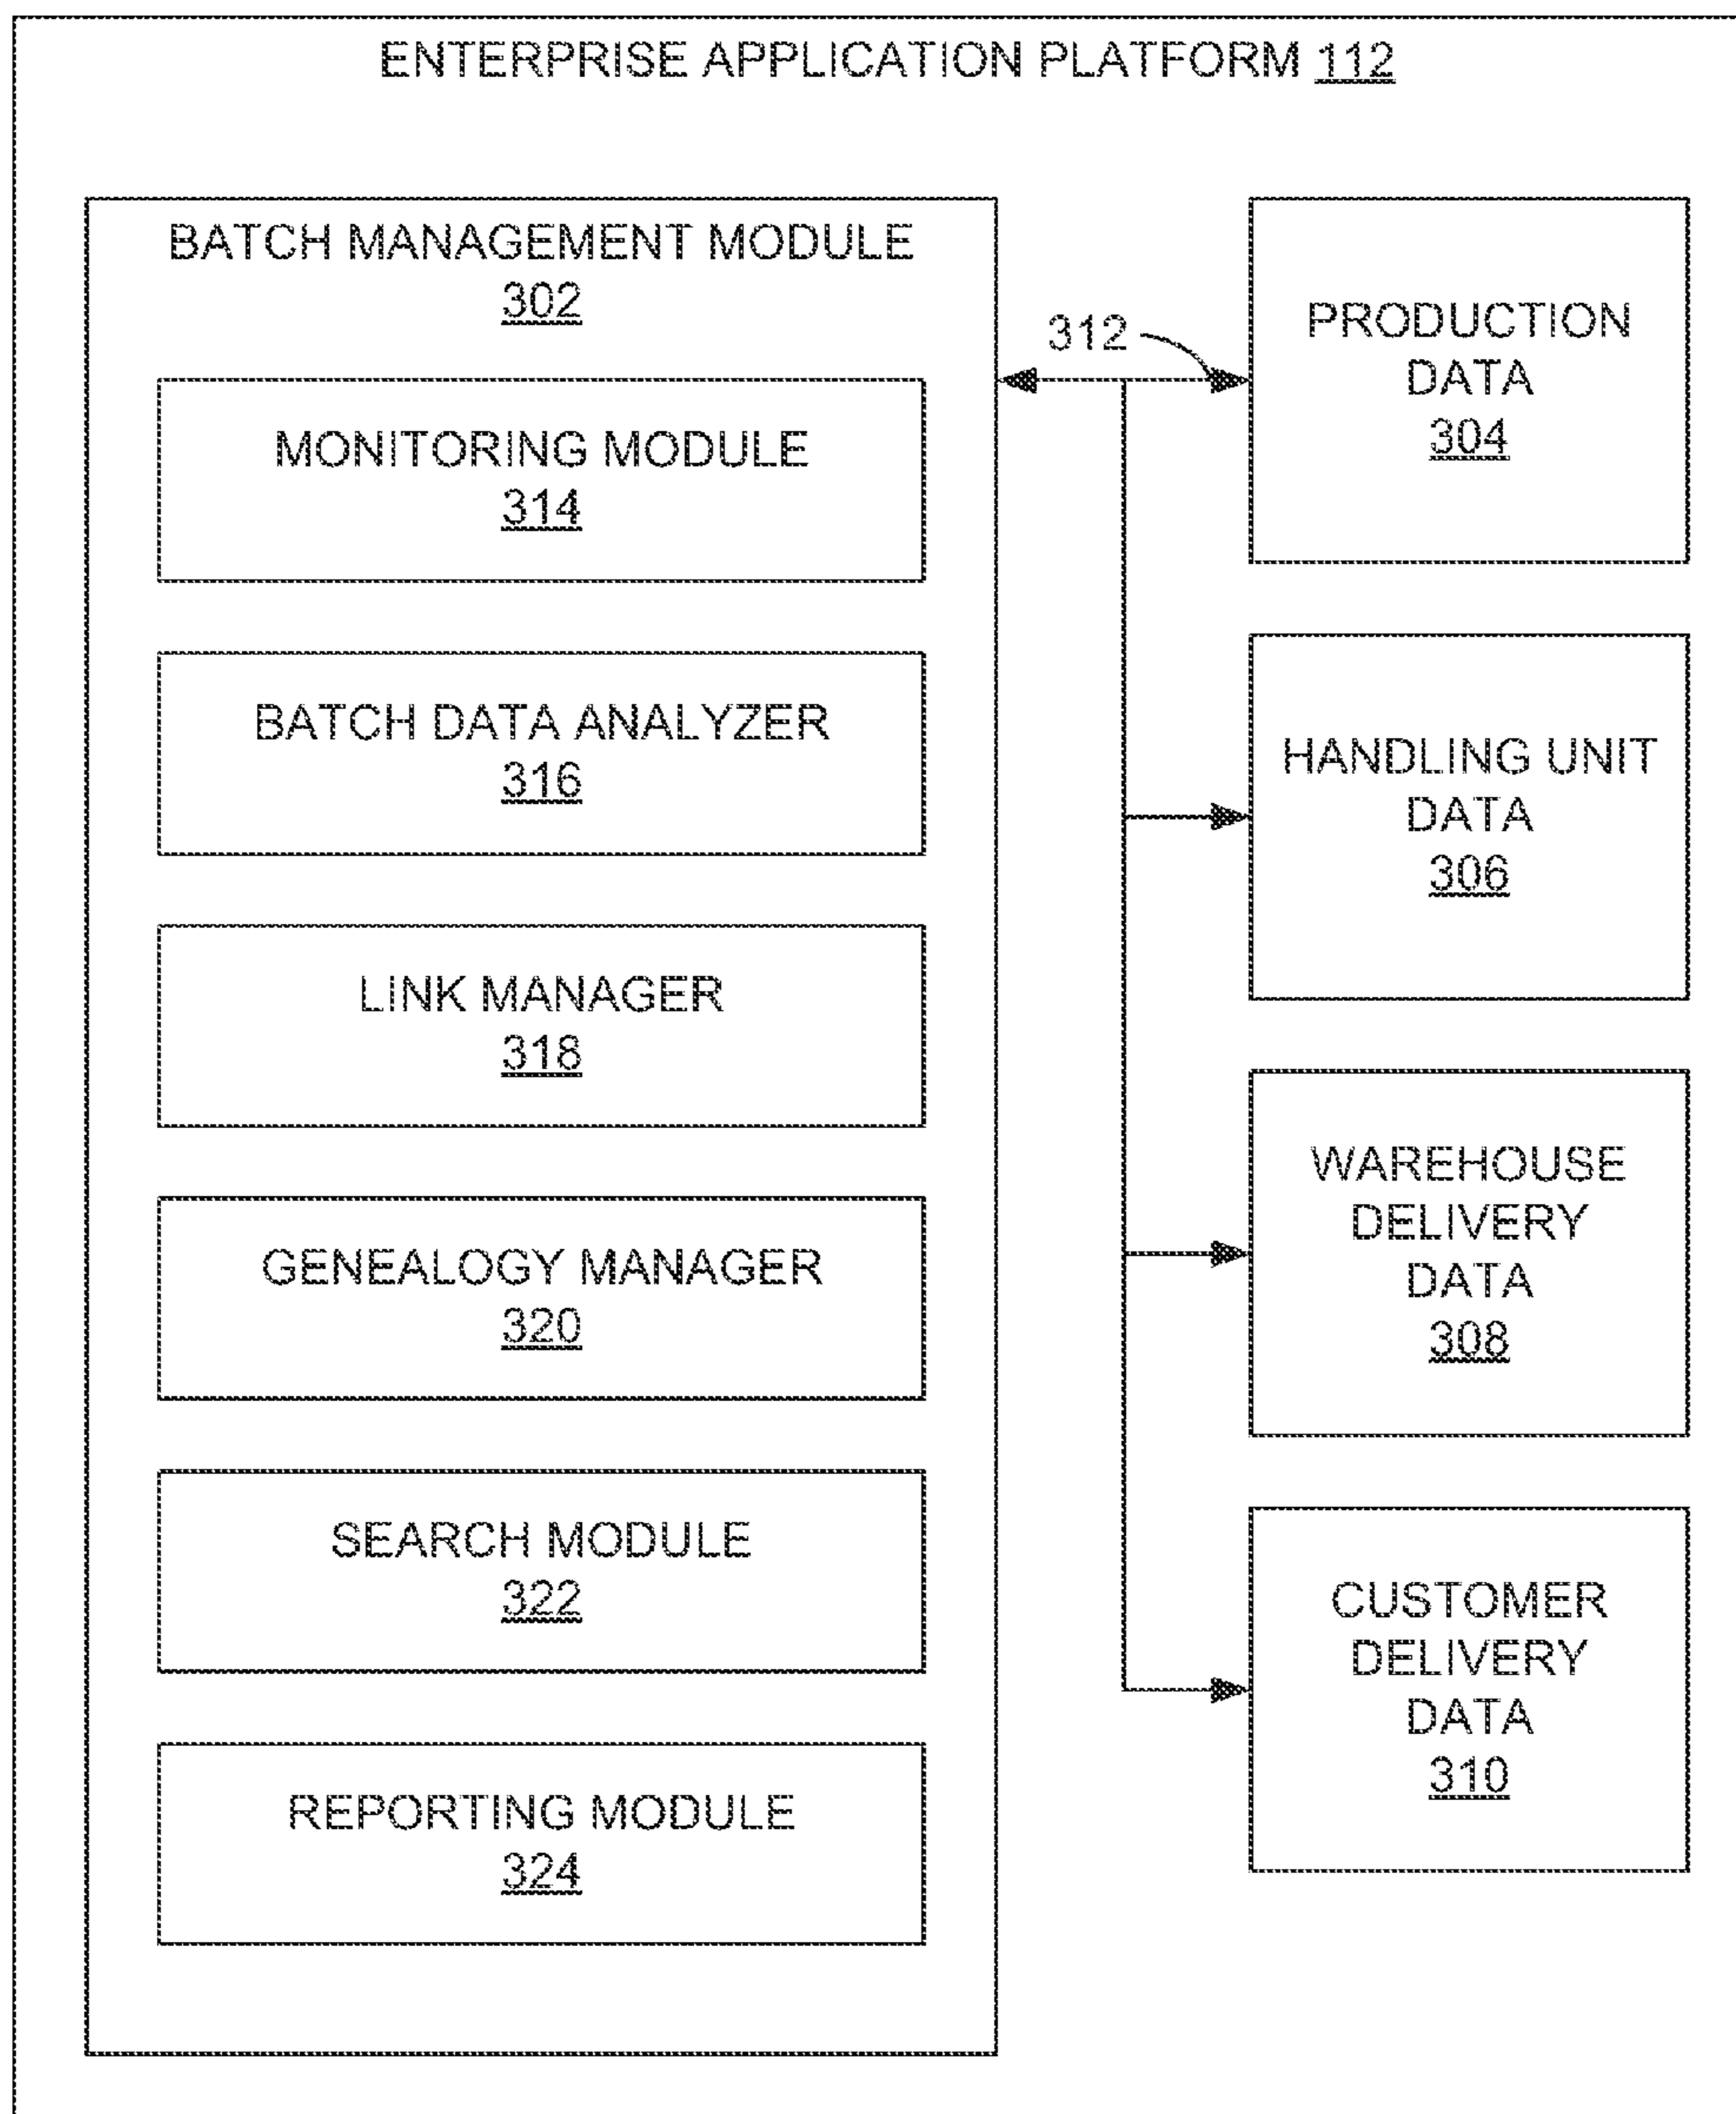 ENTERPRISE APPLICATION PLATFORM 112
BATCH MANAGEMENT MODULE
302
MONITORING MODULE
314
BATCH DATA ANALYZER
316
LINK MANAGER
318
GENEALOGY MANAGER
320
SEARCH MODULE
322
REPORTING MODULE
324
312
PRODUCTION
DATA
304
HANDLING UNIT
DATA
306
WAREHOUSE
DELIVERY
DATA
308
CUSTOMER
DELIVERY
DATA
310